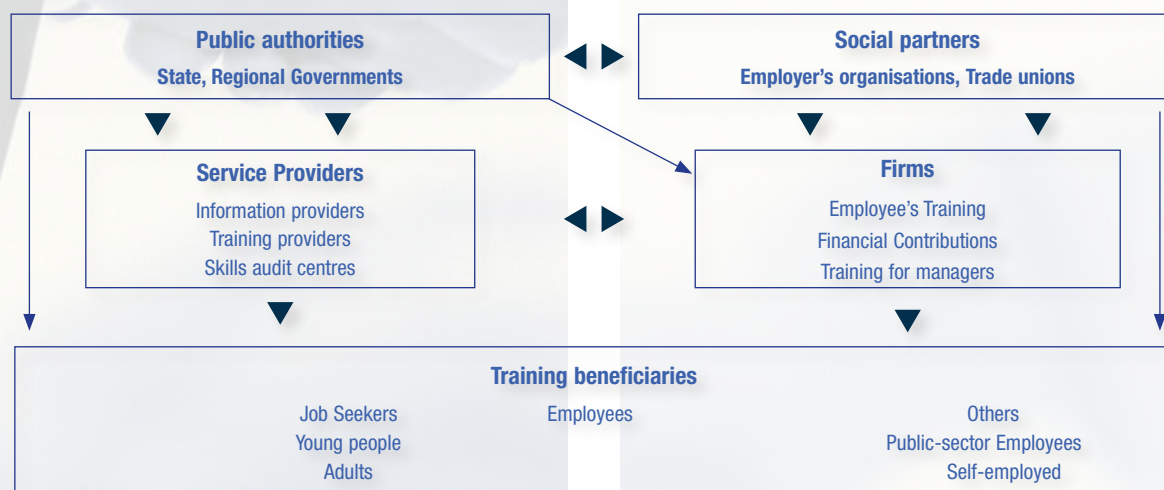 Public authorities
State, Regional Governments
Social partners
Employer's organisations, Trade unions
Service Providers
Information providers
Training providers
Skills audit centres
Firms
Employee's Training
Financial Contributions
Training for managers
Training beneficiaries
Job Seekers
Young people
Adults
Employees
Others
Public-sector Employees
Self-employed